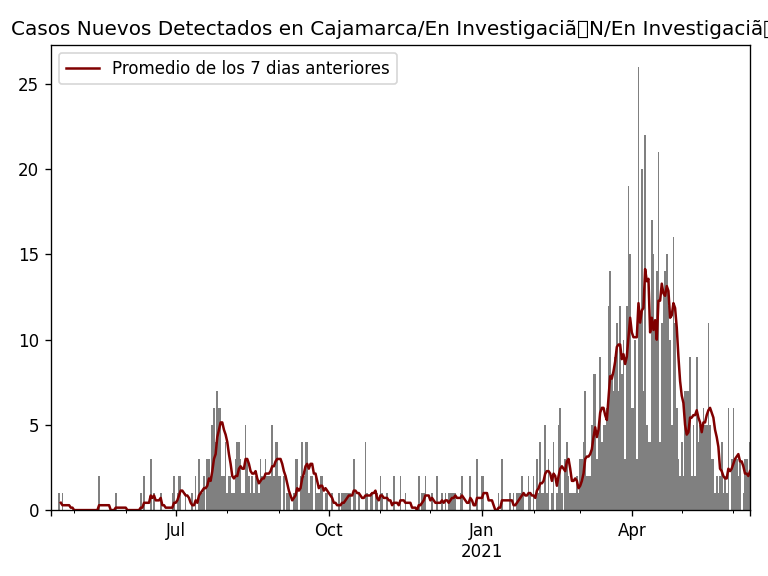 Casos Nuevos Detectados en Cajamarca/En Investigaciã▯N/En Investigaciã▯
Promedio de los 7 dias anteriores
25
20
15
10
5
0
Jul
Oct
Jan
2021
Apr